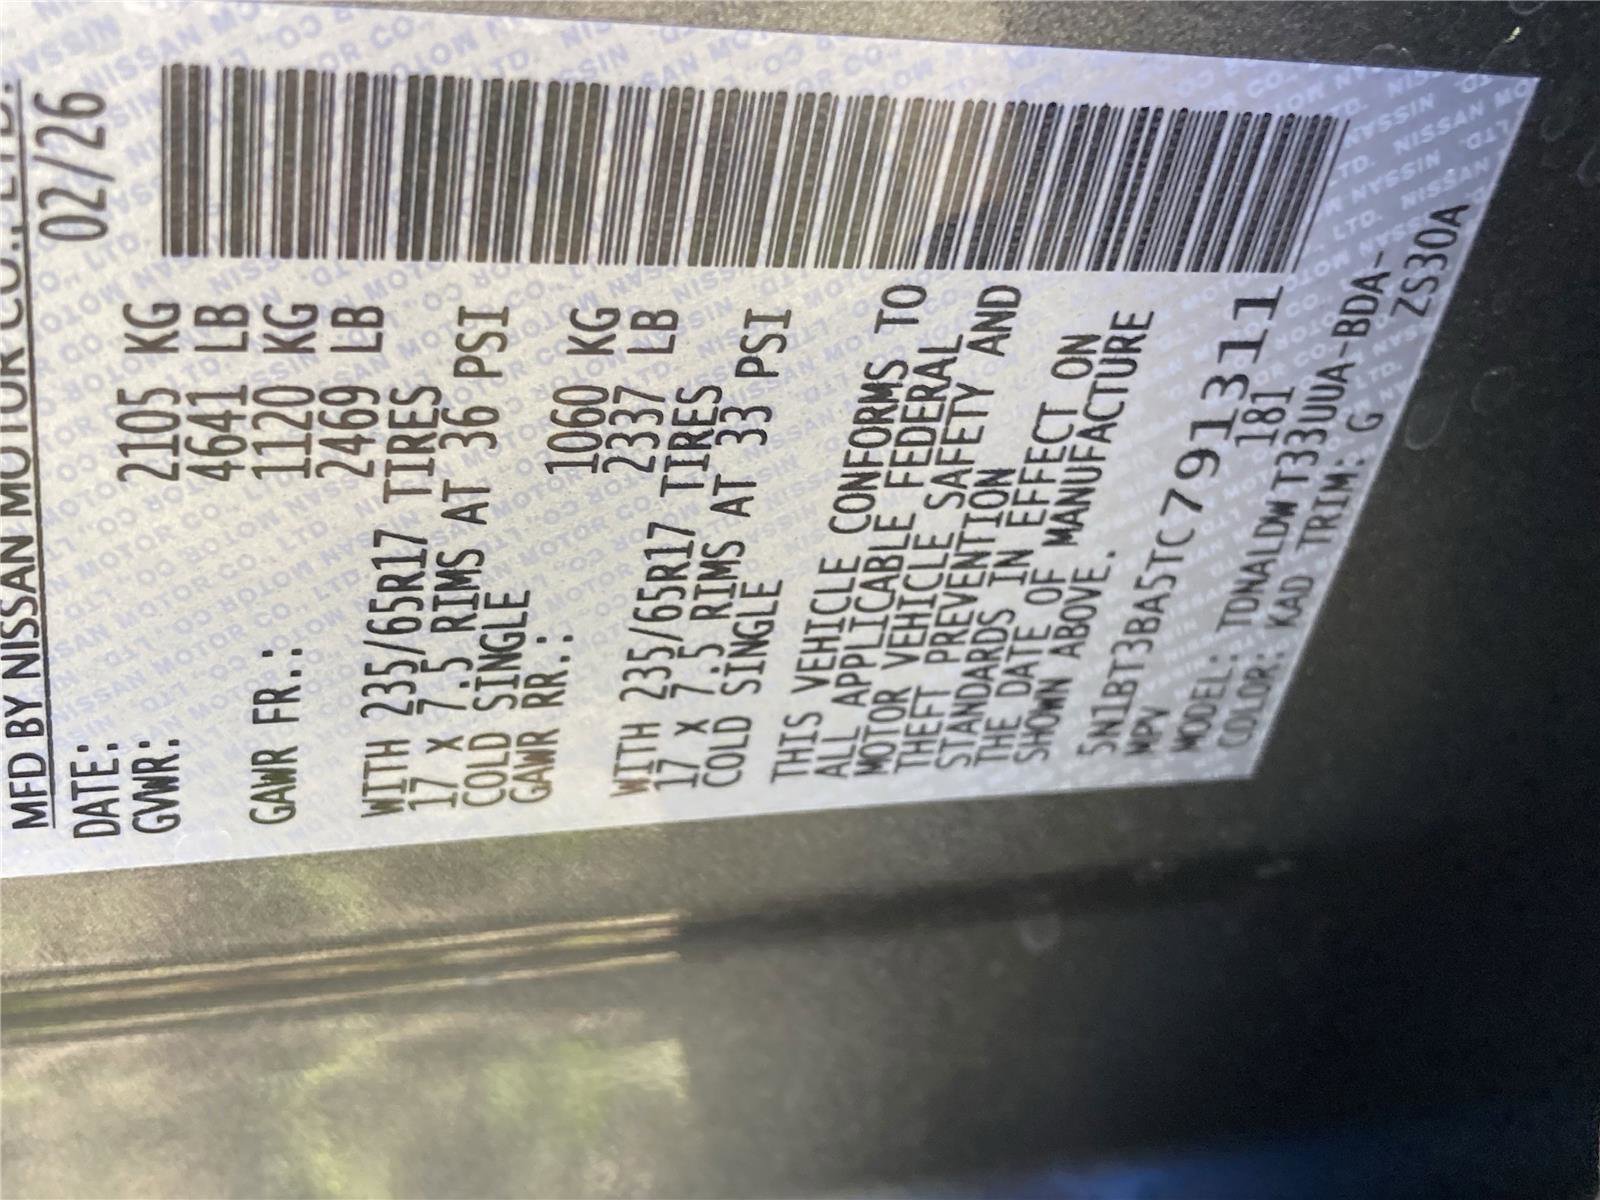 MFD BY NISSAN MOTOR CO., LTD.
DATE: 02/26
GVWR: 2105 KG
4641 LB
GAWR FR.: 1120 KG
2469 LB
WITH 235/65R17 TIRES
17 X 7.5 RIMS AT 36 PSI
COLD SINGLE
GAWR RR.: 1060 KG
2337 LB
WITH 235/65R17 TIRES
17 X 7.5 RIMS AT 33 PSI
COLD SINGLE
THIS VEHICLE CONFORMS TO
ALL APPLICABLE FEDERAL
MOTOR VEHICLE SAFETY AND
THEFT PREVENTION
STANDARDS IN EFFECT ON
THE DATE OF MANUFACTURE
SHOWN ABOVE.
5N1BT3BA5TC791311
MPV 181
MODEL: TDNALDWT33UUA-BDA-
COLOR: KAD TRIM: G ZS30A